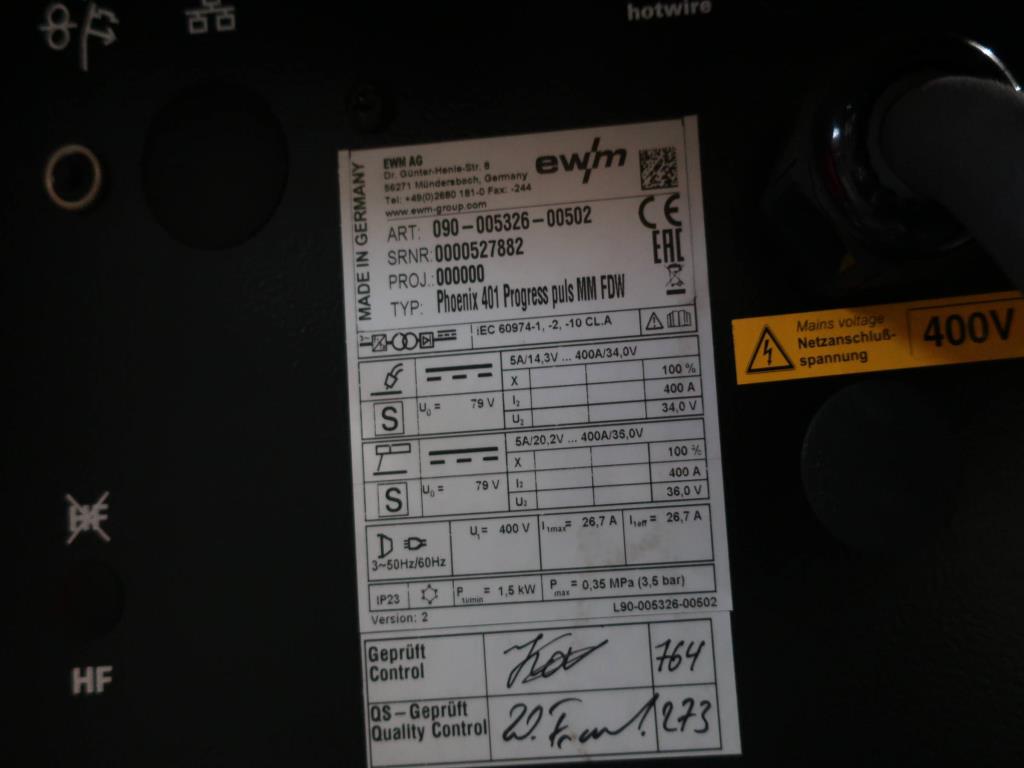 hotwire
EWM AG
Dr. Günter-Henle-Str. 8
56271 Mündersbach, Germany
Tel: +49(0)2680 181-0 Fax: -244
www.ewm-group.com
ewm
MADE IN GERMANY
CE
EAC
ART: 090-005326-00502
SRNR: 0000527882
PROJ.: 000000
TYP: Phoenix 401 Progress puls MM FDW
IEC 60974-1, -2, -10 CL.A
5A/14,3V ... 400A/34,0V
X 100 %
I2 400 A
U2 34,0 V
S U0 = 79 V
5A/20,2V ... 400A/36,0V
X 100 %
I2 400 A
U2 36,0 V
S U0 = 79 V
3~50Hz/60Hz
U1 = 400 V I1max= 26,7 A I1eff = 26,7 A
IP23 = 1,5 kW Pmax = 0,35 MPa (3,5 bar)
Version: 2 L90-005326-00502
Geprüft
Control
764
QS-Geprüft
Quality Control
273
Mains voltage
Netzanschluß-
spannung
400V
HF